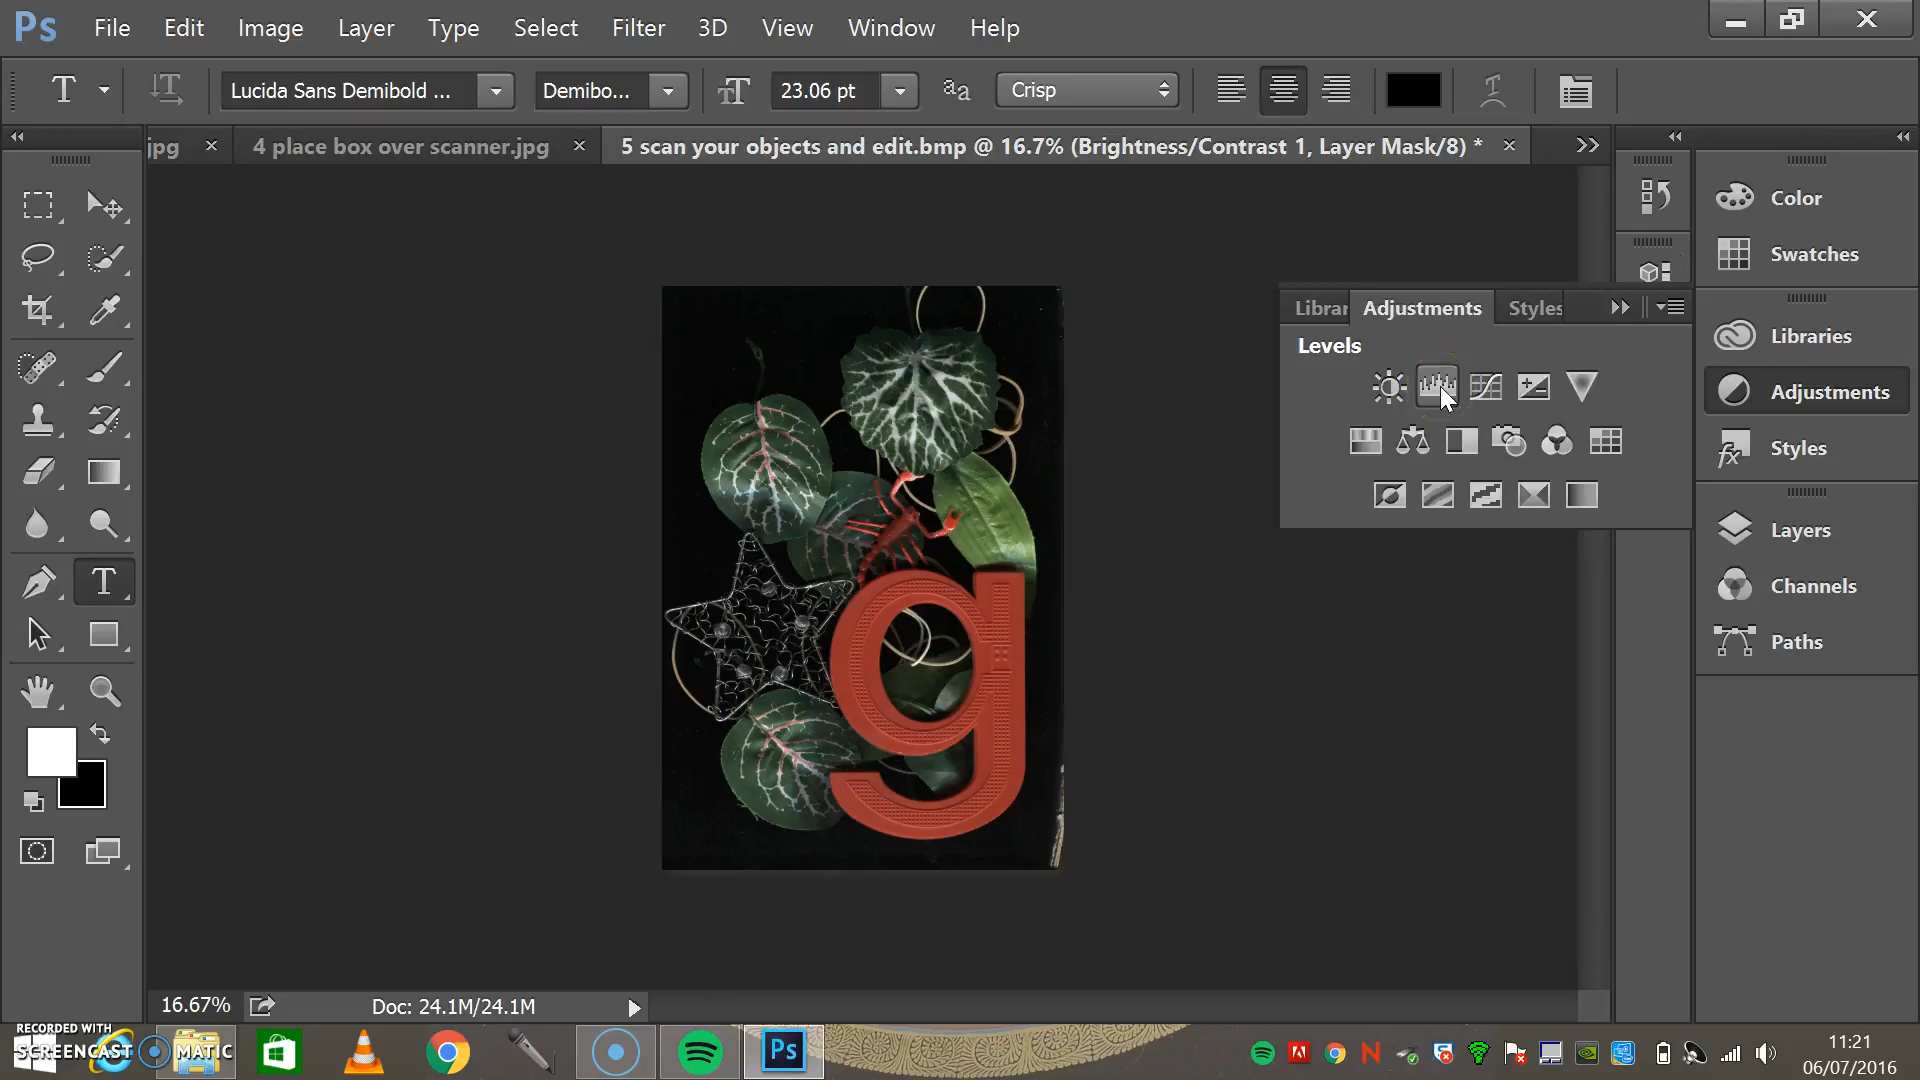 Ps File Edit Image Layer Type Select Filter 3D View Window Help
T Lucida Sans Demibold ... Demibo... 23.06 pt aa Crisp
jpg × 4 place box over scanner.jpg × 5 scan your objects and edit.bmp @ 16.7% (Brightness/Contrast 1, Layer Mask/8) * ×
Color
Swatches
Librar Adjustments Styles
Levels
Libraries
Adjustments
Styles
Layers
Channels
Paths
T
g
16.67% Doc: 24.1M/24.1M
RECORDED WITH
SCREENCAST MATIC
Ps
11:21
06/07/2016